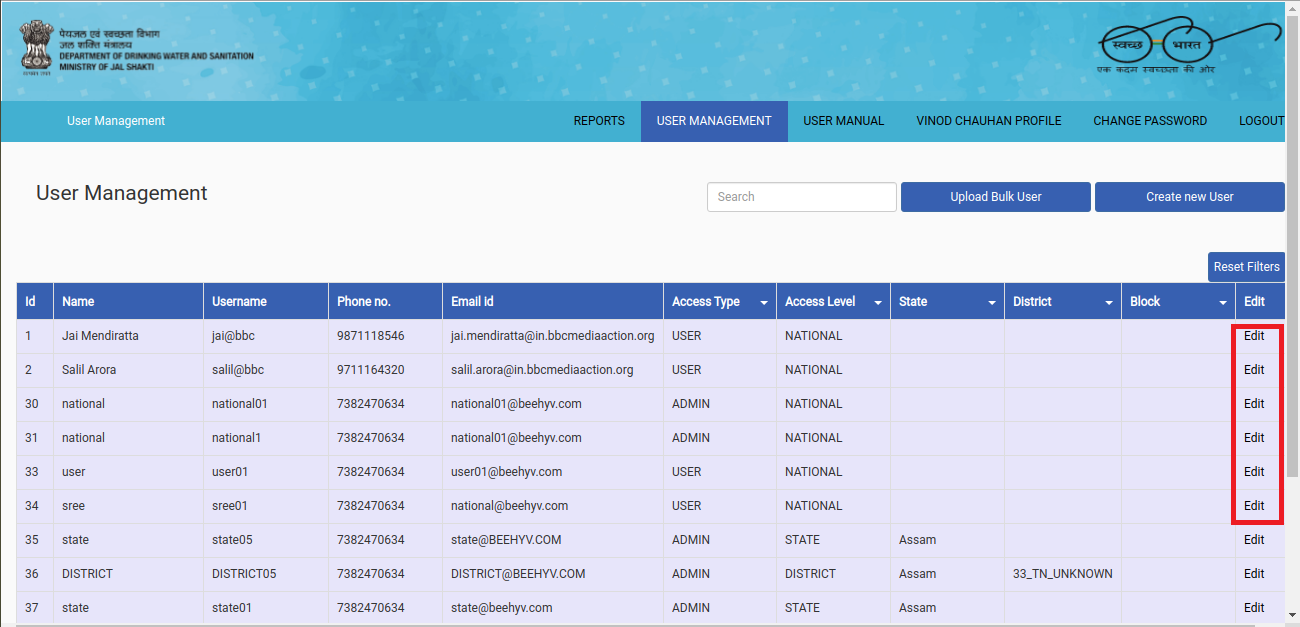 पेयजल एवं स्वच्छता विभाग
जल शक्ति मंत्रालय
DEPARTMENT OF DRINKING WATER AND SANITATION
MINISTRY OF JAL SHAKTI
स्वच्छ भारत
एक कदम स्वच्छता की ओर
User Management REPORTS USER MANAGEMENT USER MANUAL VINOD CHAUHAN PROFILE CHANGE PASSWORD LOGOUT
User Management Search Upload Bulk User Create new User
Reset Filters
Id Name Username Phone no. Email id Access Type Access Level State District Block Edit
1 Jai Mendiratta jai@bbc 9871118546 jai.mendiratta@in.bbcmediaaction.org USER NATIONAL Edit
2 Salil Arora salil@bbc 9711164320 salil.arora@in.bbcmediaaction.org USER NATIONAL Edit
30 national national01 7382470634 national01@beehyv.com ADMIN NATIONAL Edit
31 national national1 7382470634 national01@beehyv.com ADMIN NATIONAL Edit
33 user user01 7382470634 user01@beehyv.com USER NATIONAL Edit
34 sree sree01 7382470634 national@beehyv.com USER NATIONAL Edit
35 state state05 7382470634 state@BEEHYV.COM ADMIN STATE Assam Edit
36 DISTRICT DISTRICT05 7382470634 DISTRICT@BEEHYV.COM ADMIN DISTRICT Assam 33_TN_UNKNOWN Edit
37 state state01 7382470634 state@beehyv.com ADMIN STATE Assam Edit